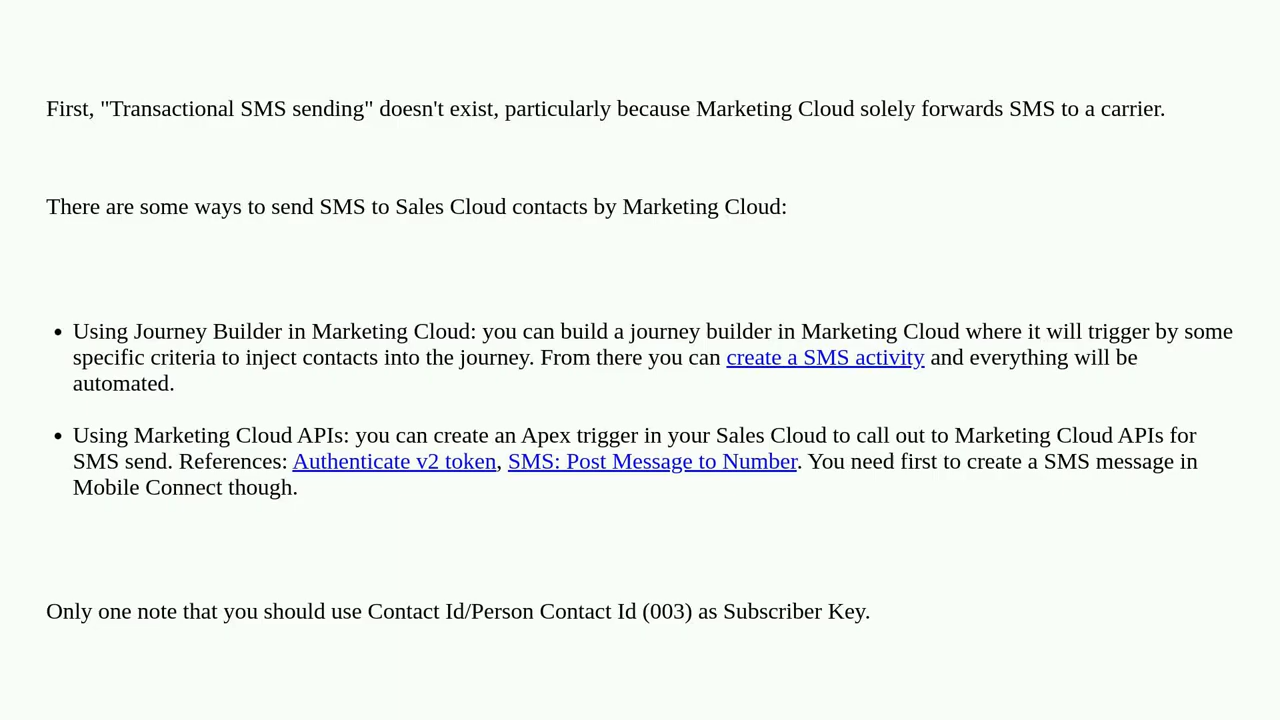 First, "Transactional SMS sending" doesn't exist, particularly because Marketing Cloud solely forwards SMS to a carrier.
There are some ways to send SMS to Sales Cloud contacts by Marketing Cloud:
• Using Journey Builder in Marketing Cloud: you can build a journey builder in Marketing Cloud where it will trigger by some
specific criteria to inject contacts into the journey. From there you can create a SMS activity and everything will be
automated.
• Using Marketing Cloud APIs: you can create an Apex trigger in your Sales Cloud to call out to Marketing Cloud APIs for
SMS send. References: Authenticate v2 token, SMS: Post Message to Number. You need first to create a SMS message in
Mobile Connect though.
Only one note that you should use Contact Id/Person Contact Id (003) as Subscriber Key.